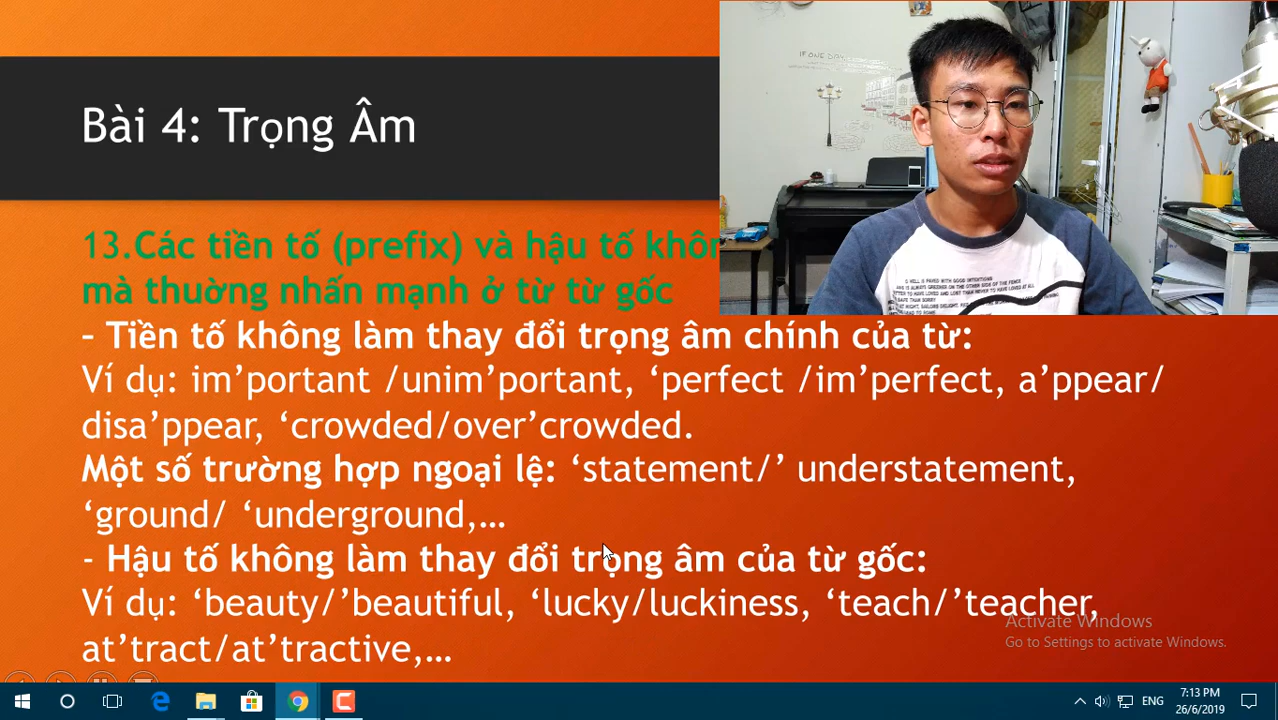 Bài 4: Trọng Âm
IF ONE DAY
13.Các tiền tố (prefix) và hậu tố
mà thường nhấn mạnh ở từ từ gốc
- Tiền tố không làm thay đổi trọng âm chính của từ:
Ví dụ: im’portant /unim’portant, ‘perfect /im’perfect, a’ppear/
disa’ppear, ‘crowded/over’crowded.
Một số trường hợp ngoại lệ: ‘statement/’ understatement,
‘ground/ ‘underground,...
- Hậu tố không làm thay đổi trọng âm của từ gốc:
Ví dụ: ‘beauty/’beautiful, ‘lucky/luckiness, ‘teach/’teacher,
at’tract/at’tractive,...
Activate Windows
Go to Settings to activate Windows.
ENG
7:13 PM
26/6/2019